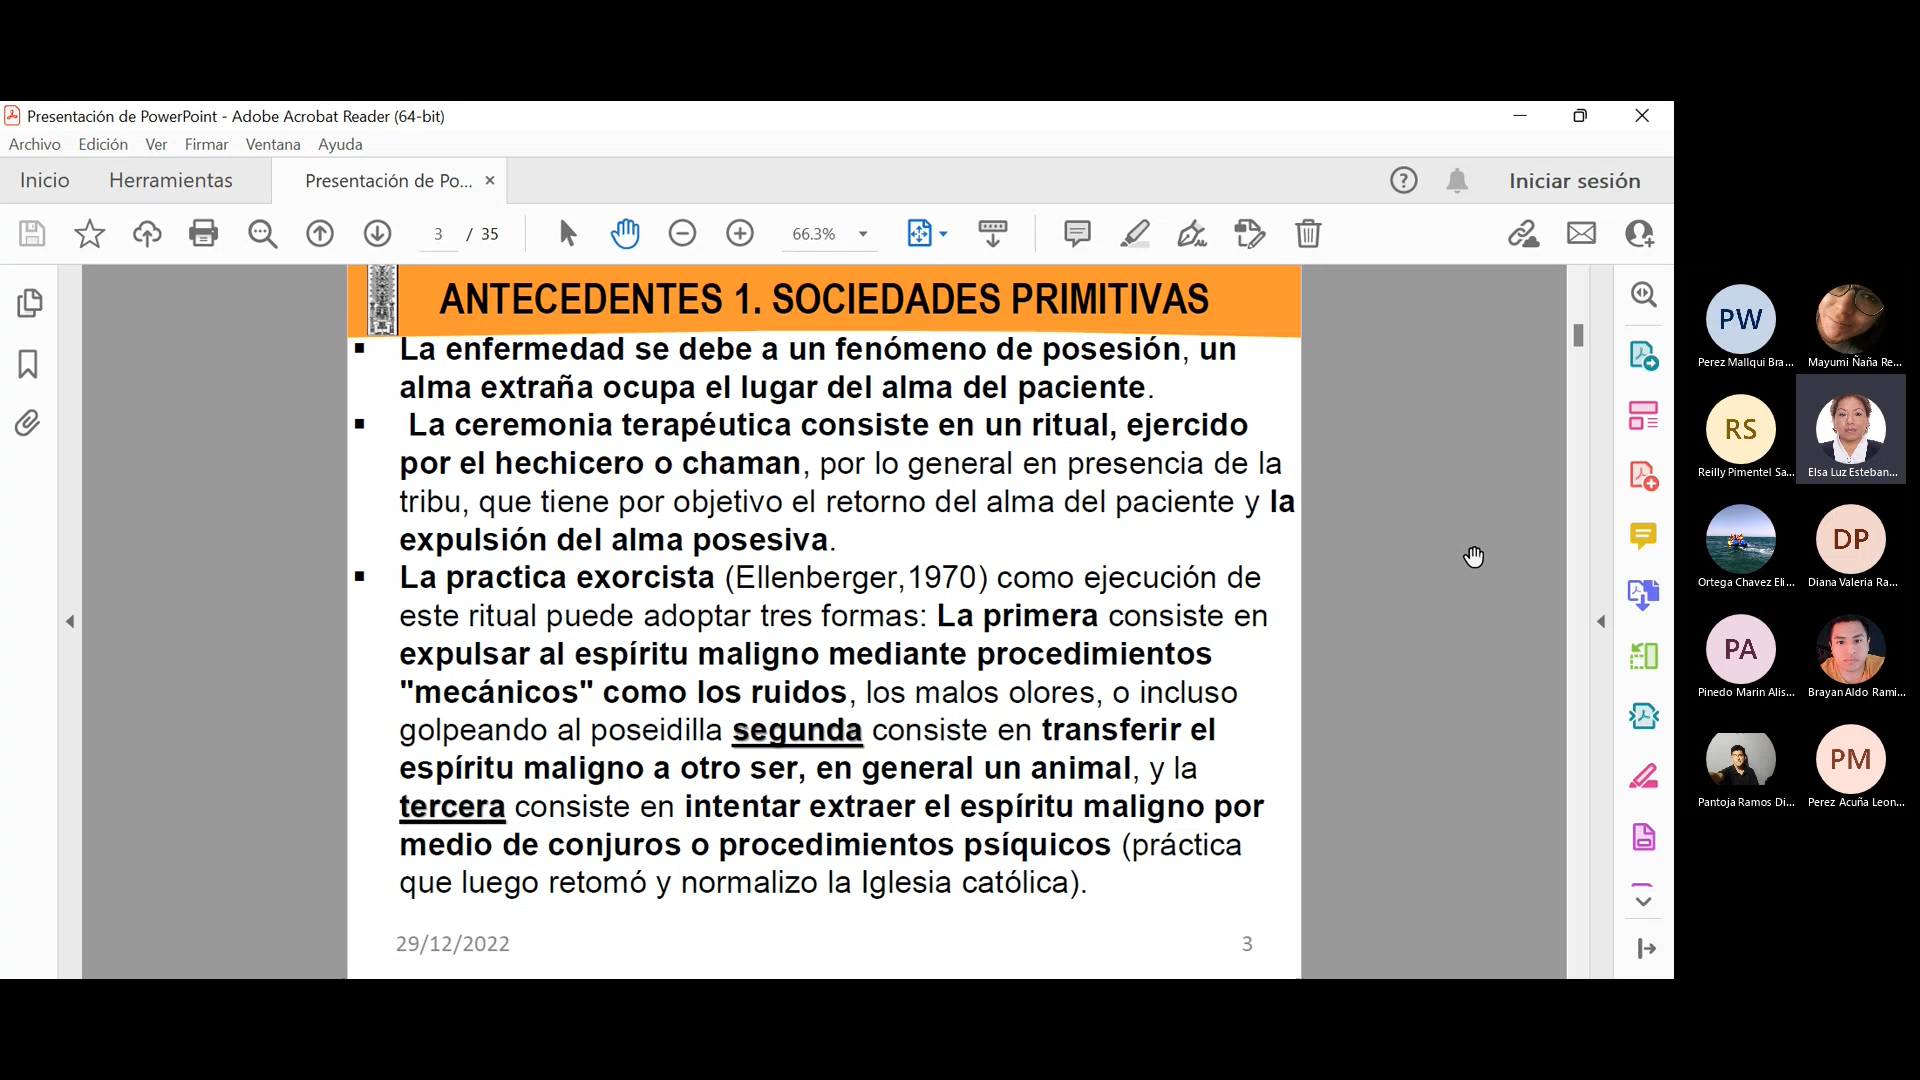 Presentación de PowerPoint - Adobe Acrobat Reader (64-bit)
Archivo Edición Ver Firmar Ventana Ayuda
Inicio Herramientas Presentación de Po... Iniciar sesión
3 / 35 66.3%
ANTECEDENTES 1. SOCIEDADES PRIMITIVAS
▪ La enfermedad se debe a un fenómeno de posesión, un
alma extraña ocupa el lugar del alma del paciente.
▪ La ceremonia terapéutica consiste en un ritual, ejercido
por el hechicero o chaman, por lo general en presencia de la
tribu, que tiene por objetivo el retorno del alma del paciente y la
expulsión del alma posesiva.
▪ La practica exorcista (Ellenberger,1970) como ejecución de
este ritual puede adoptar tres formas: La primera consiste en
expulsar al espíritu maligno mediante procedimientos
"mecánicos" como los ruidos, los malos olores, o incluso
golpeando al poseidilla segunda consiste en transferir el
espíritu maligno a otro ser, en general un animal, y la
tercera consiste en intentar extraer el espíritu maligno por
medio de conjuros o procedimientos psíquicos (práctica
que luego retomó y normalizo la Iglesia católica).
29/12/2022 3
PW
Perez Mallqui Bra... Mayumi Ñaña Re...
RS
Reilly Pimentel Sa... Elsa Luz Esteban...
DP
Ortega Chavez Eli... Diana Valeria Ra...
PA
Pinedo Marin Alis... Brayan Aldo Rami...
PM
Pantoja Ramos Di... Perez Acuña Leon...